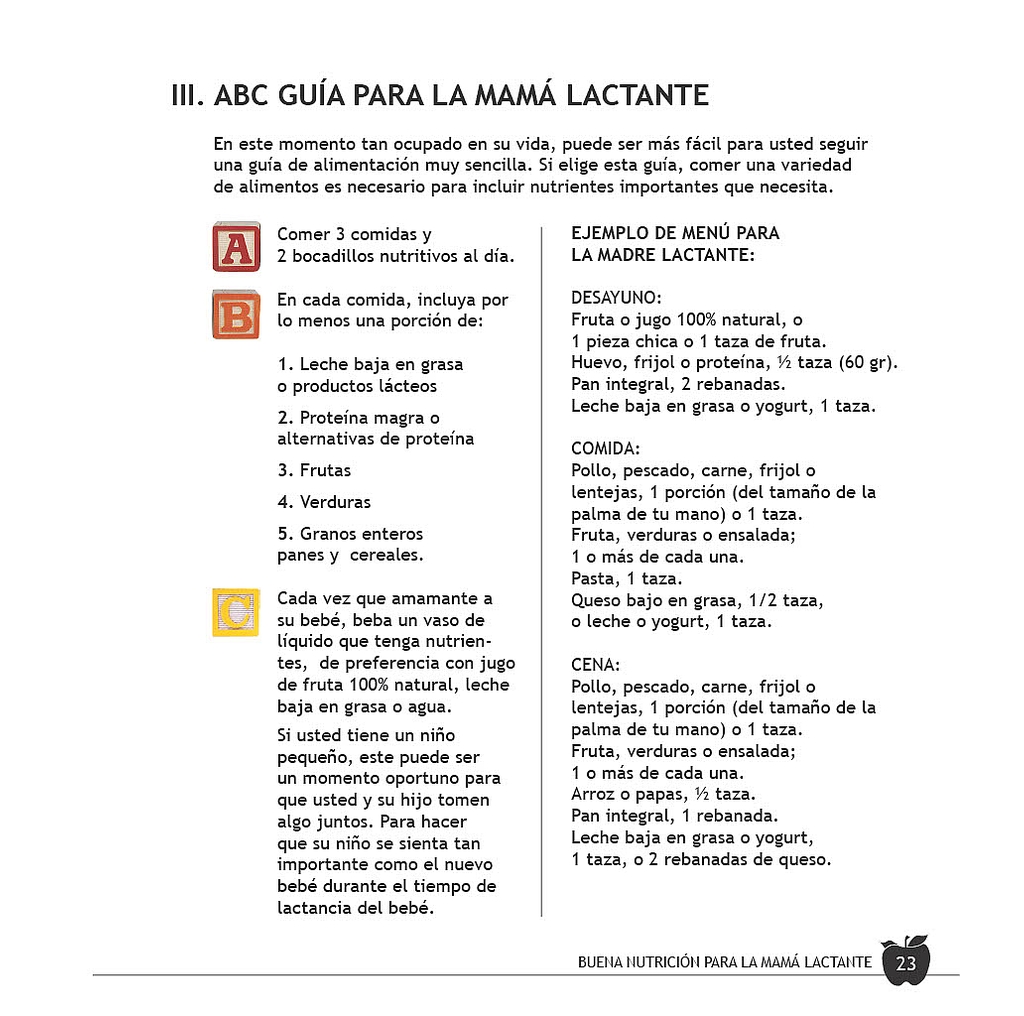 III. ABC GUÍA PARA LA MAMÁ LACTANTE
En este momento tan ocupado en su vida, puede ser más fácil para usted seguir
una guía de alimentación muy sencilla. Si elige esta guía, comer una variedad
de alimentos es necesario para incluir nutrientes importantes que necesita.
A
Comer 3 comidas y
2 bocadillos nutritivos al día.
B
En cada comida, incluya por
lo menos una porción de:
1. Leche baja en grasa
o productos lácteos
2. Proteína magra o
alternativas de proteína
3. Frutas
4. Verduras
5. Granos enteros
panes y  cereales.
C
Cada vez que amamante a
su bebé, beba un vaso de
líquido que tenga nutrien-
tes,  de preferencia con jugo
de fruta 100% natural, leche
baja en grasa o agua.
Si usted tiene un niño
pequeño, este puede ser
un momento oportuno para
que usted y su hijo tomen
algo juntos. Para hacer
que su niño se sienta tan
importante como el nuevo
bebé durante el tiempo de
lactancia del bebé.
EJEMPLO DE MENÚ PARA
LA MADRE LACTANTE:
DESAYUNO:
Fruta o jugo 100% natural, o
1 pieza chica o 1 taza de fruta.
Huevo, frijol o proteína, ½ taza (60 gr).
Pan integral, 2 rebanadas.
Leche baja en grasa o yogurt, 1 taza.
COMIDA:
Pollo, pescado, carne, frijol o
lentejas, 1 porción (del tamaño de la
palma de tu mano) o 1 taza.
Fruta, verduras o ensalada;
1 o más de cada una.
Pasta, 1 taza.
Queso bajo en grasa, 1/2 taza,
o leche o yogurt, 1 taza.
CENA:
Pollo, pescado, carne, frijol o
lentejas, 1 porción (del tamaño de la
palma de tu mano) o 1 taza.
Fruta, verduras o ensalada;
1 o más de cada una.
Arroz o papas, ½ taza.
Pan integral, 1 rebanada.
Leche baja en grasa o yogurt,
1 taza, o 2 rebanadas de queso.
BUENA NUTRICIÓN PARA LA MAMÁ LACTANTE 23